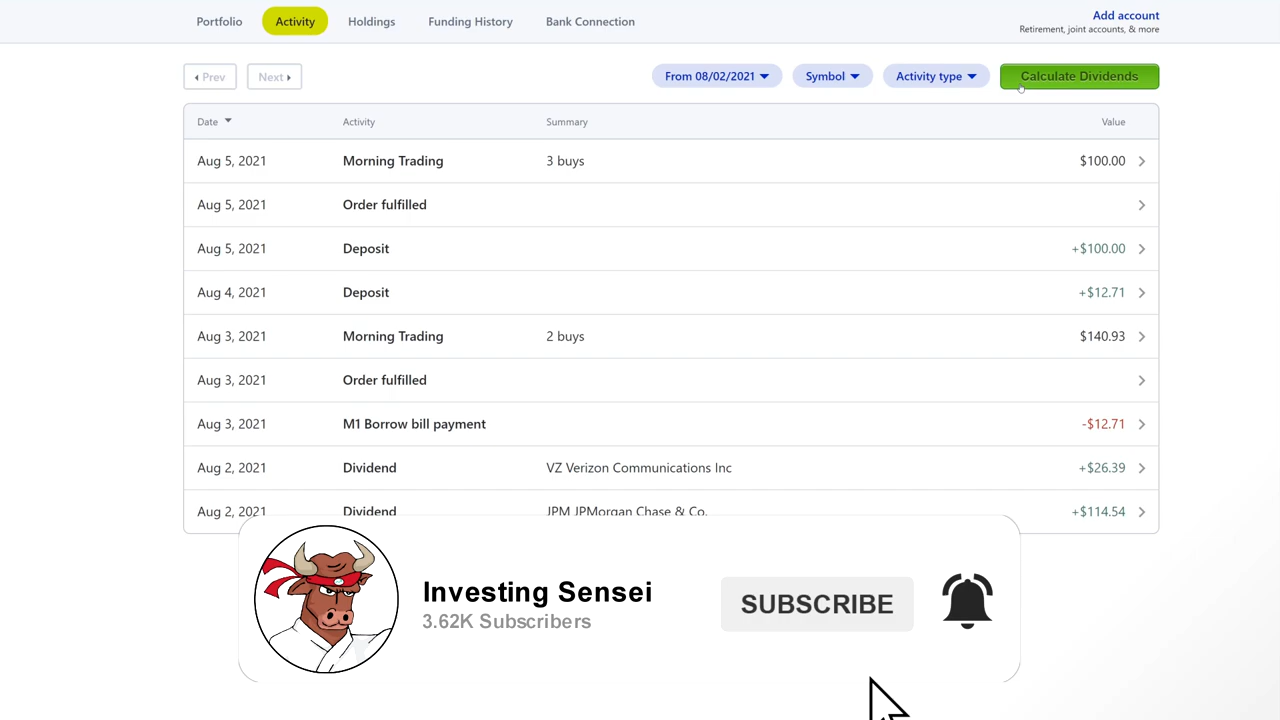 Portfolio Activity Holdings Funding History Bank Connection Add account
Retirement, joint accounts, & more
Prev Next From 08/02/2021 Symbol Activity type Calculate Dividends
Date Activity Summary Value
Aug 5, 2021 Morning Trading 3 buys $100.00
Aug 5, 2021 Order fulfilled
Aug 5, 2021 Deposit +$100.00
Aug 4, 2021 Deposit +$12.71
Aug 3, 2021 Morning Trading 2 buys $140.93
Aug 3, 2021 Order fulfilled
Aug 3, 2021 M1 Borrow bill payment -$12.71
Aug 2, 2021 Dividend VZ Verizon Communications Inc +$26.39
Aug 2, 2021 Dividend JPM JPMorgan Chase & Co. +$114.54
Investing Sensei
3.62K Subscribers
SUBSCRIBE